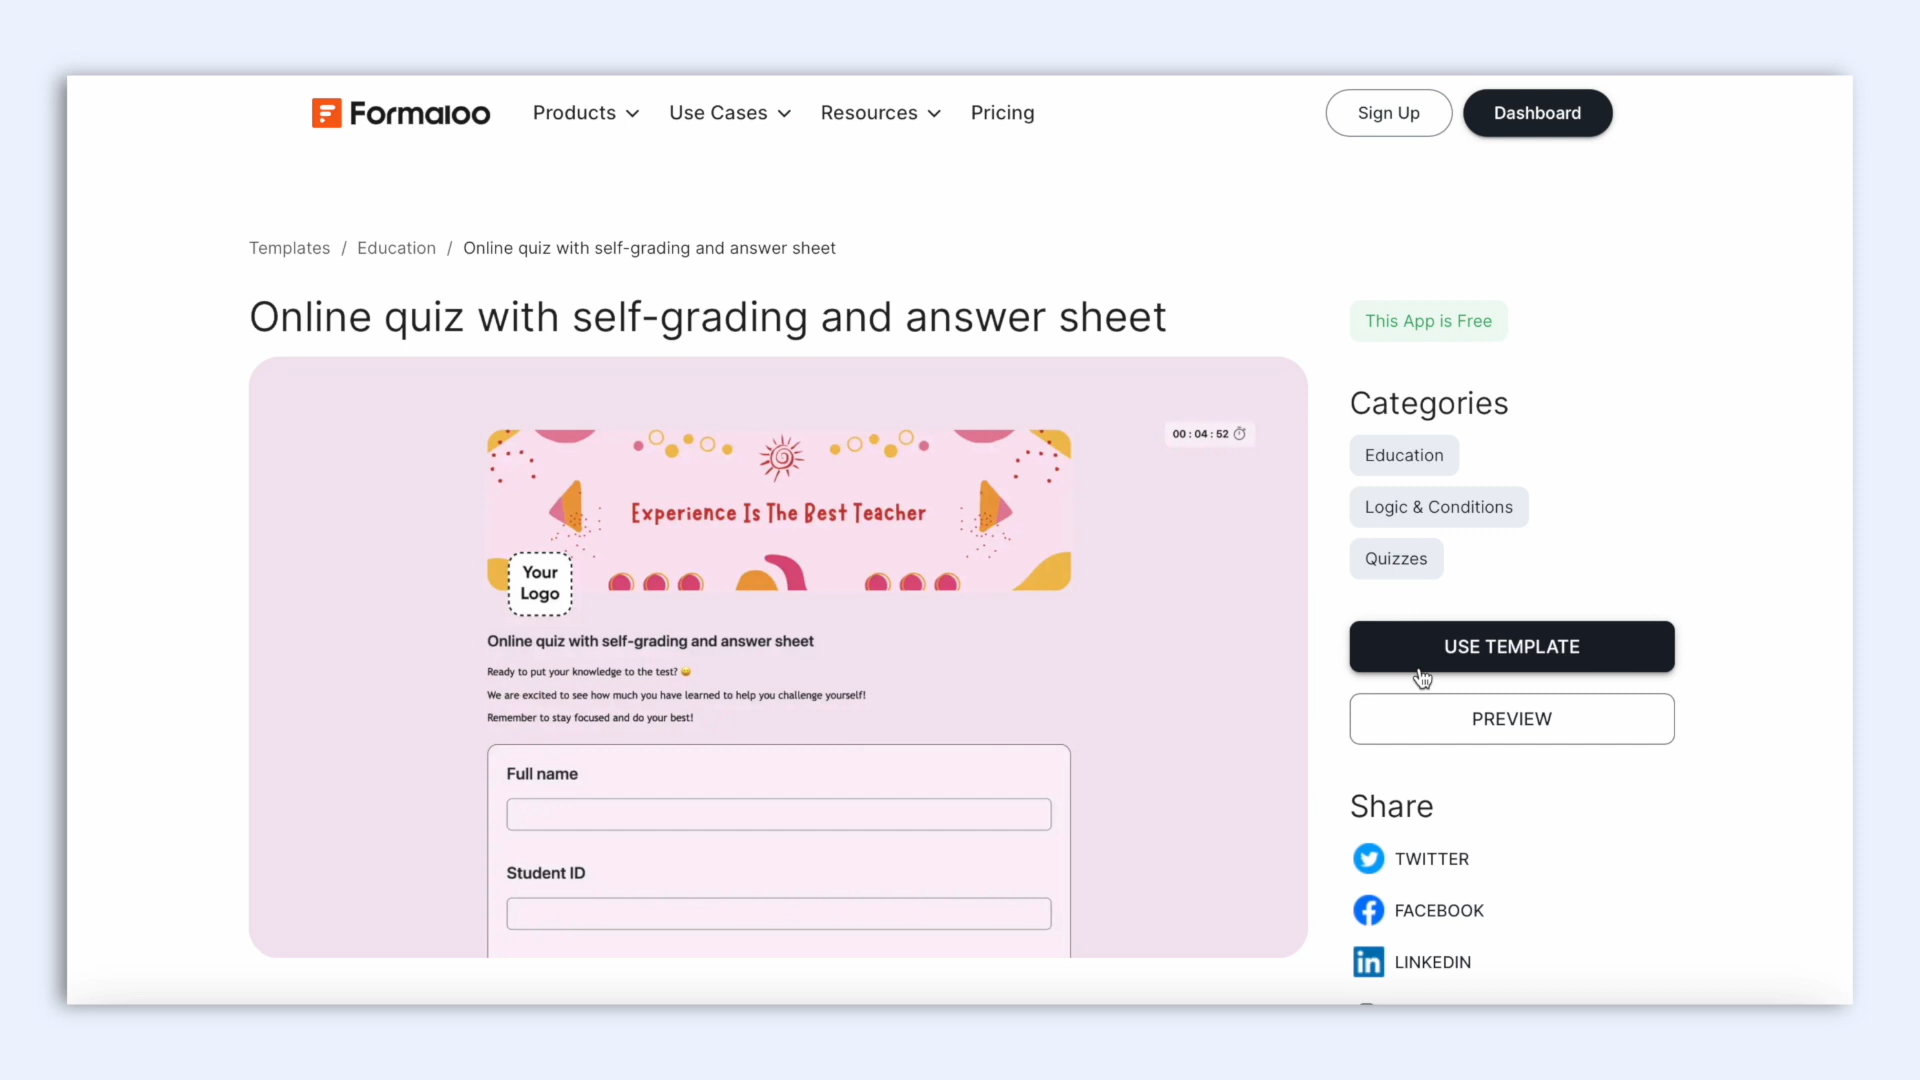 Formaloo
Products
Use Cases
Resources
Pricing
Sign Up
Dashboard
Templates / Education / Online quiz with self-grading and answer sheet
Online quiz with self-grading and answer sheet
This App is Free
00 : 04 : 52
Experience Is The Best Teacher
Your
Logo
Online quiz with self-grading and answer sheet
Ready to put your knowledge to the test? 😀
We are excited to see how much you have learned to help you challenge yourself!
Remember to stay focused and do your best!
Full name
Student ID
Categories
Education
Logic & Conditions
Quizzes
USE TEMPLATE
PREVIEW
Share
TWITTER
FACEBOOK
in LINKEDIN